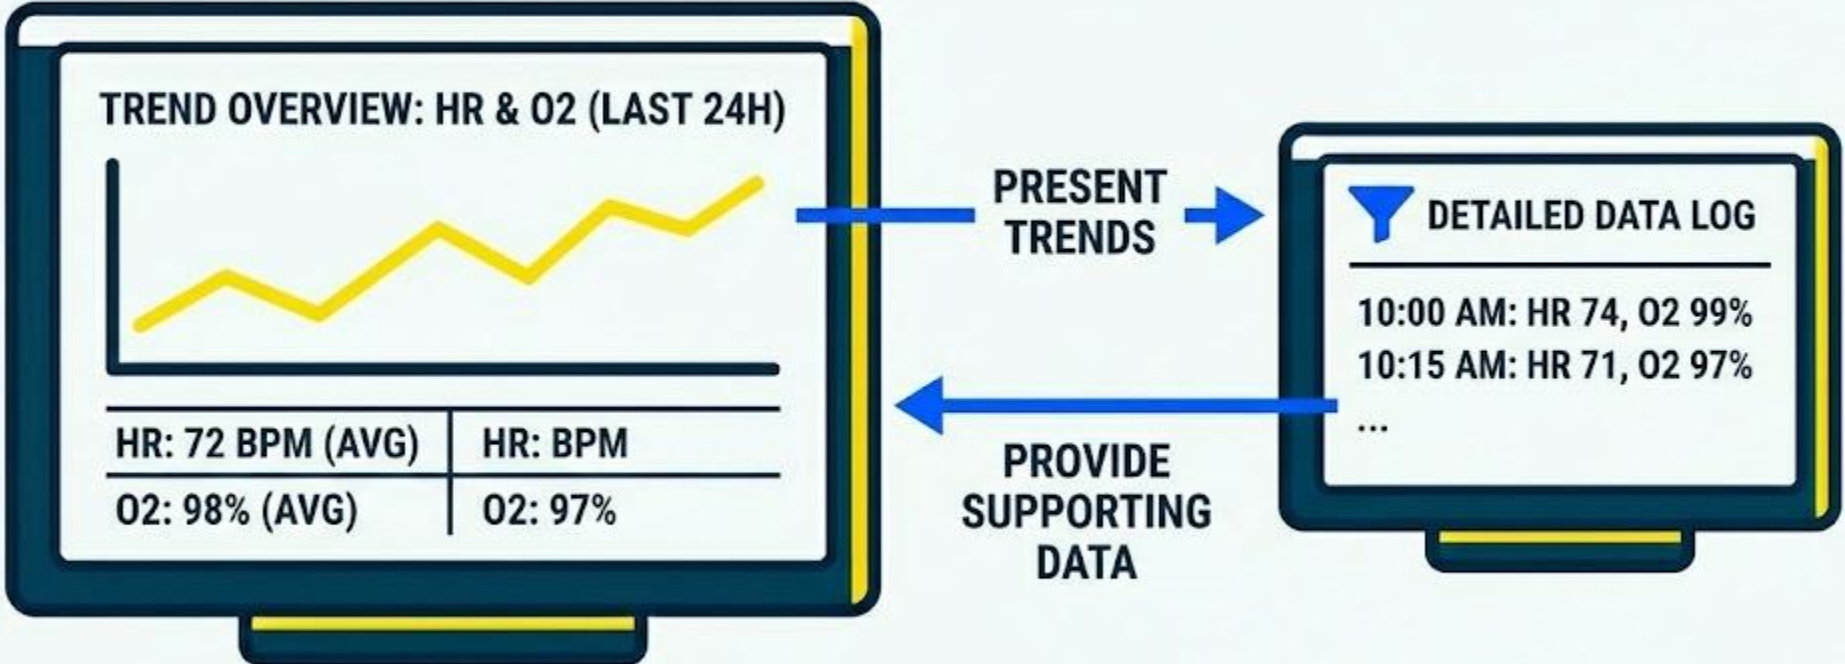 TREND OVERVIEW: HR & O2 (LAST 24H)
HR: 72 BPM (AVG)
HR: BPM
O2: 98% (AVG)
O2: 97%
PRESENT
TRENDS
PROVIDE
SUPPORTING
DATA
DETAILED DATA LOG
10:00 AM: HR 74, O2 99%
10:15 AM: HR 71, O2 97%
...